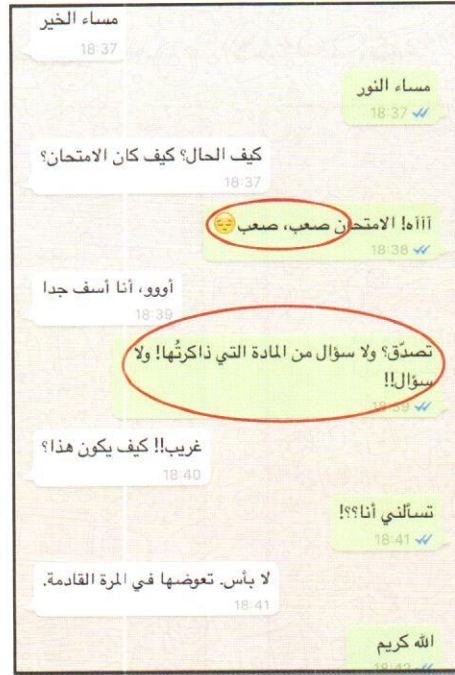 مساء الخير
18:37
مساء النور
18:37
كيف الحال؟ كيف كان الامتحان؟
18:37
آآآه! الامتحان صعب، صعب😔
18:38
أووو، أنا أسف جدا
18:39
تصدّق؟ ولا سؤال من المادة التي ذاكرتُها! ولا
سؤال!!
18:39
غريب!! كيف يكون هذا؟
18:40
تسألني أنا؟؟!
18:41
لا بأس. تعوضها في المرة القادمة.
18:41
الله كريم
18:42